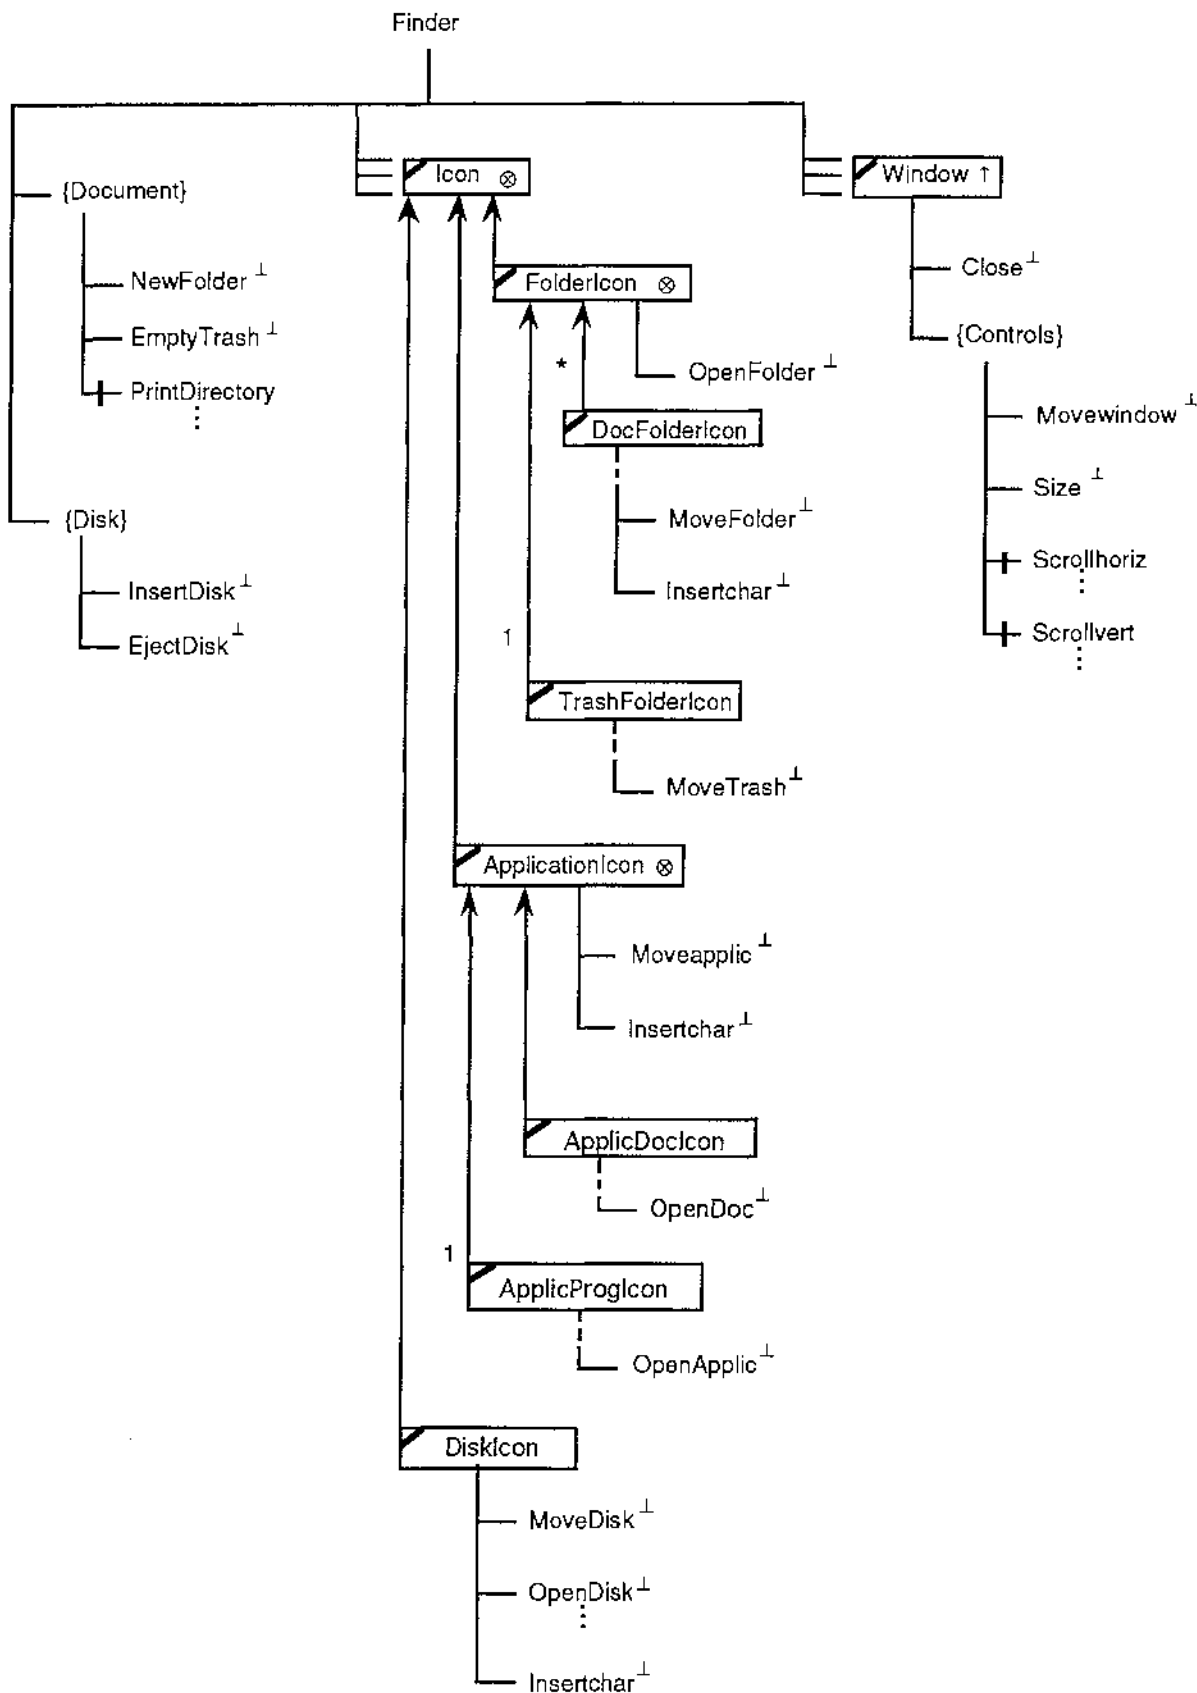 Finder
Icon ⊗
Window ↑
{Document}
FolderIcon ⊗
Close ⊥
NewFolder ⊥
EmptyTrash ⊥
{Controls}
*
OpenFolder ⊥
PrintDirectory
⋮
Movewindow ⊥
DocFolderIcon
Size ⊥
{Disk}
MoveFolder ⊥
Scrollhoriz
⋮
InsertDisk ⊥
Insertchar ⊥
1
Scrollvert
⋮
EjectDisk ⊥
TrashFolderIcon
MoveTrash ⊥
ApplicationIcon ⊗
Moveapplic ⊥
Insertchar ⊥
ApplicDocIcon
OpenDoc ⊥
1
ApplicProgIcon
OpenApplic ⊥
DiskIcon
MoveDisk ⊥
OpenDisk ⊥
⋮
Insertchar ⊥